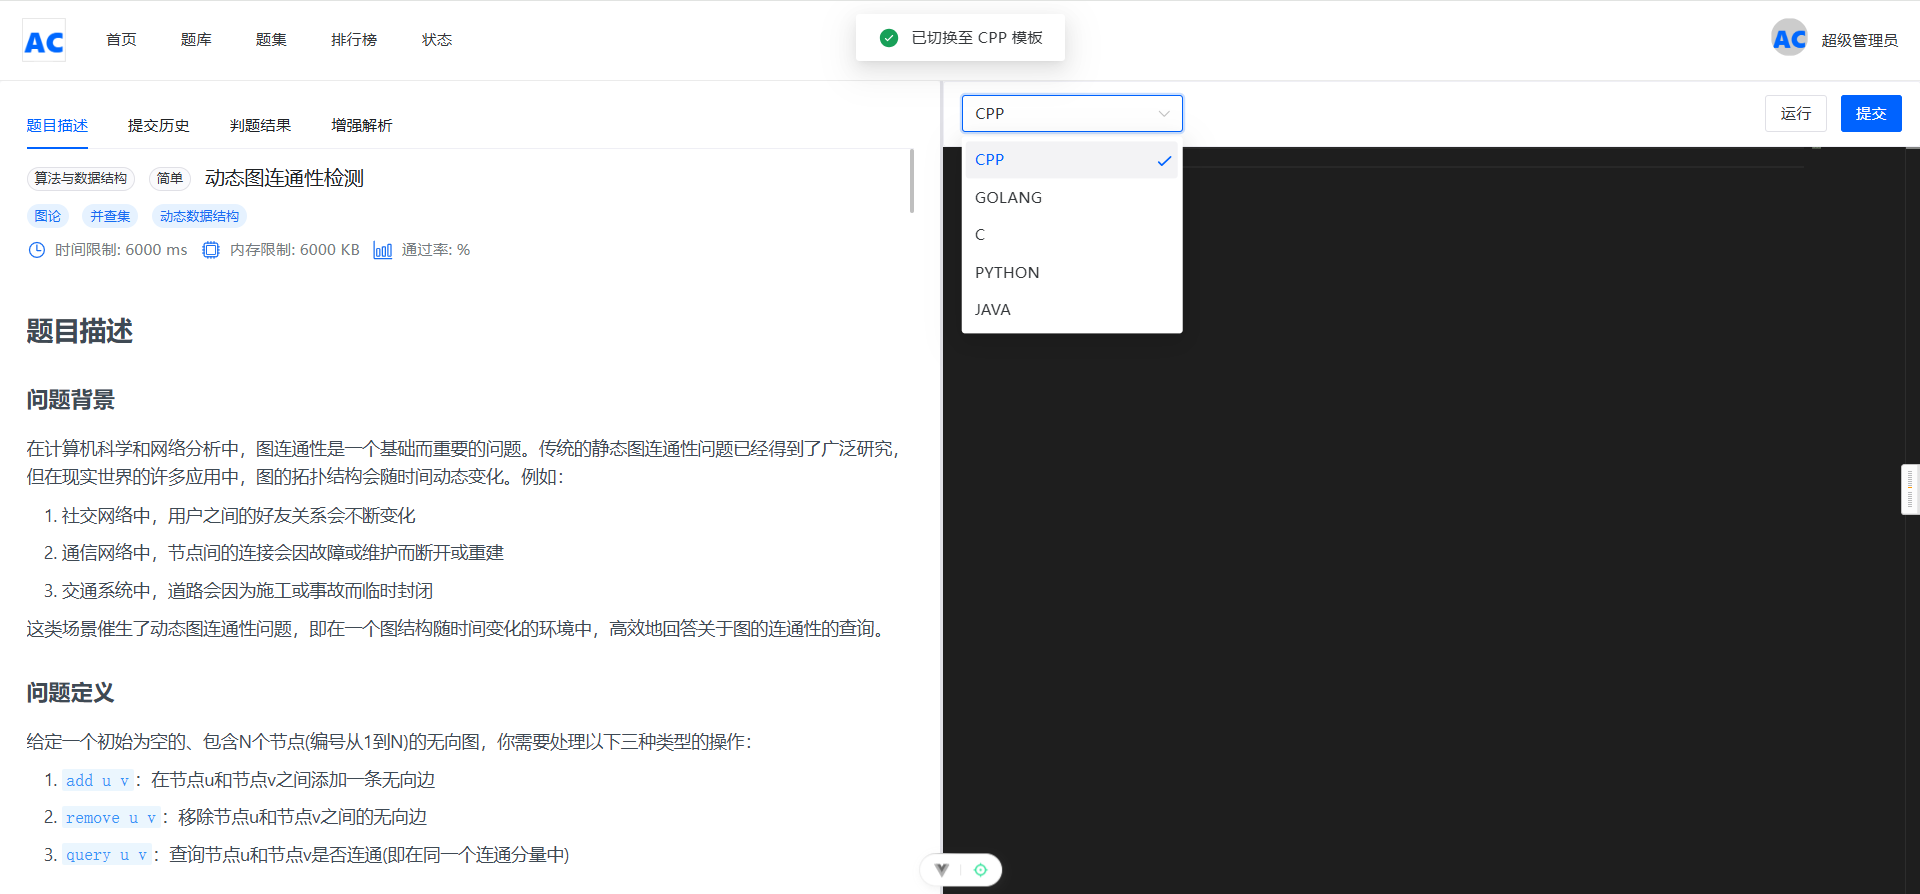 AC
首页
题库
题集
排行榜
状态
已切换至 CPP 模板
AC
超级管理员
题目描述
提交历史
判题结果
增强解析
算法与数据结构
简单
动态图连通性检测
图论
并查集
动态数据结构
时间限制: 6000 ms
内存限制: 6000 KB
通过率: %
题目描述
问题背景
在计算机科学和网络分析中，图连通性是一个基础而重要的问题。传统的静态图连通性问题已经得到了广泛研究，
但在现实世界的许多应用中，图的拓扑结构会随时间动态变化。例如：
1. 社交网络中，用户之间的好友关系会不断变化
2. 通信网络中，节点间的连接会因故障或维护而断开或重建
3. 交通系统中，道路会因为施工或事故而临时封闭
这类场景催生了动态图连通性问题，即在一个图结构随时间变化的环境中，高效地回答关于图的连通性的查询。
问题定义
给定一个初始为空的、包含N个节点(编号从1到N)的无向图，你需要处理以下三种类型的操作：
1. add u v：在节点u和节点v之间添加一条无向边
2. remove u v：移除节点u和节点v之间的无向边
3. query u v：查询节点u和节点v是否连通(即在同一个连通分量中)
CPP
运行
提交
CPP
GOLANG
C
PYTHON
JAVA